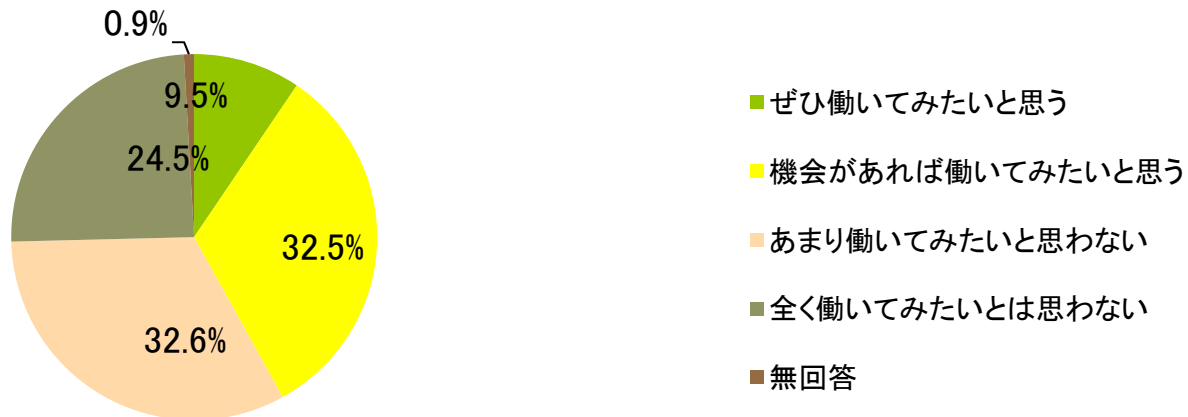 0.9%
9.5%
24.5%
32.5%
32.6%
ぜひ働いてみたいと思う
機会があれば働いてみたいと思う
あまり働いてみたいと思わない
全く働いてみたいとは思わない
無回答